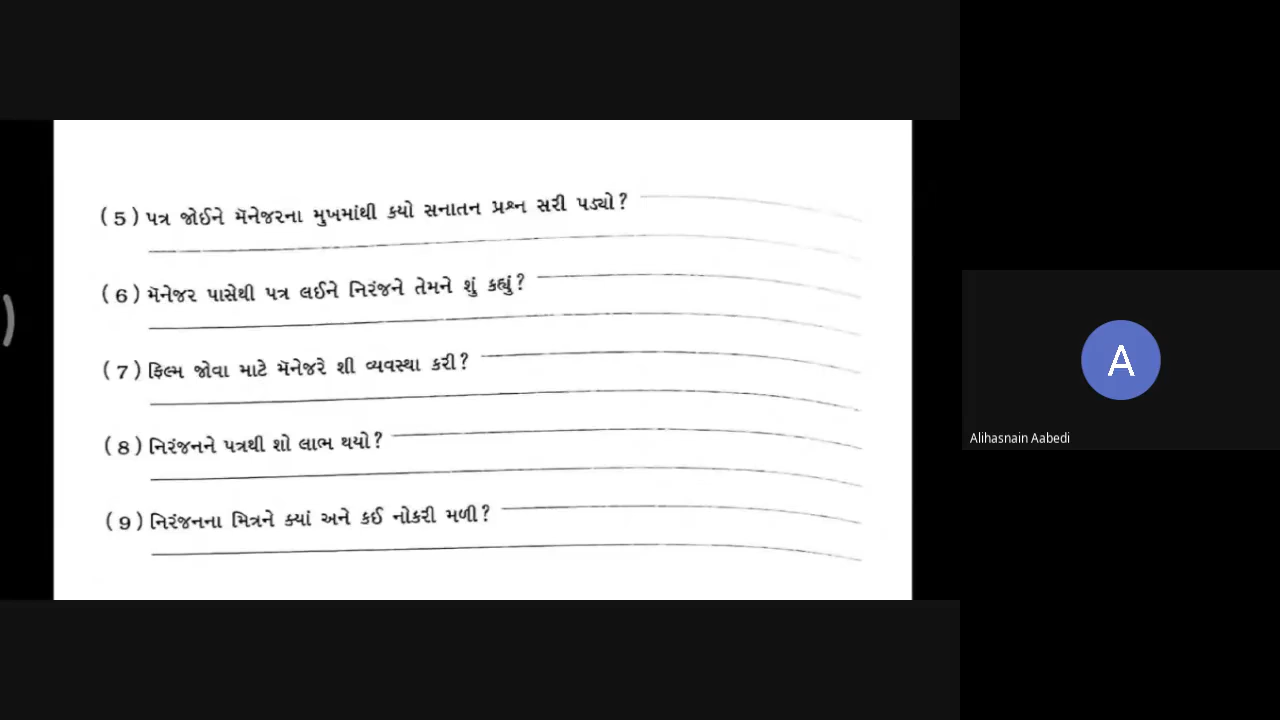 (5) પત્ર જોઈને મૅનેજરના મુખમાંથી કયો સનાતન પ્રશ્ન સરી પડ્યો?
(6) મૅનેજર પાસેથી પત્ર લઈને નિરંજને તેમને શું કહ્યું?
(7) ફિલ્મ જોવા માટે મૅનેજરે શી વ્યવસ્થા કરી?
(8) નિરંજનને પત્રથી શો લાભ થયો?
(9) નિરંજનના મિત્રને ક્યાં અને કઈ નોકરી મળી?
A
Alihasnain Aabedi